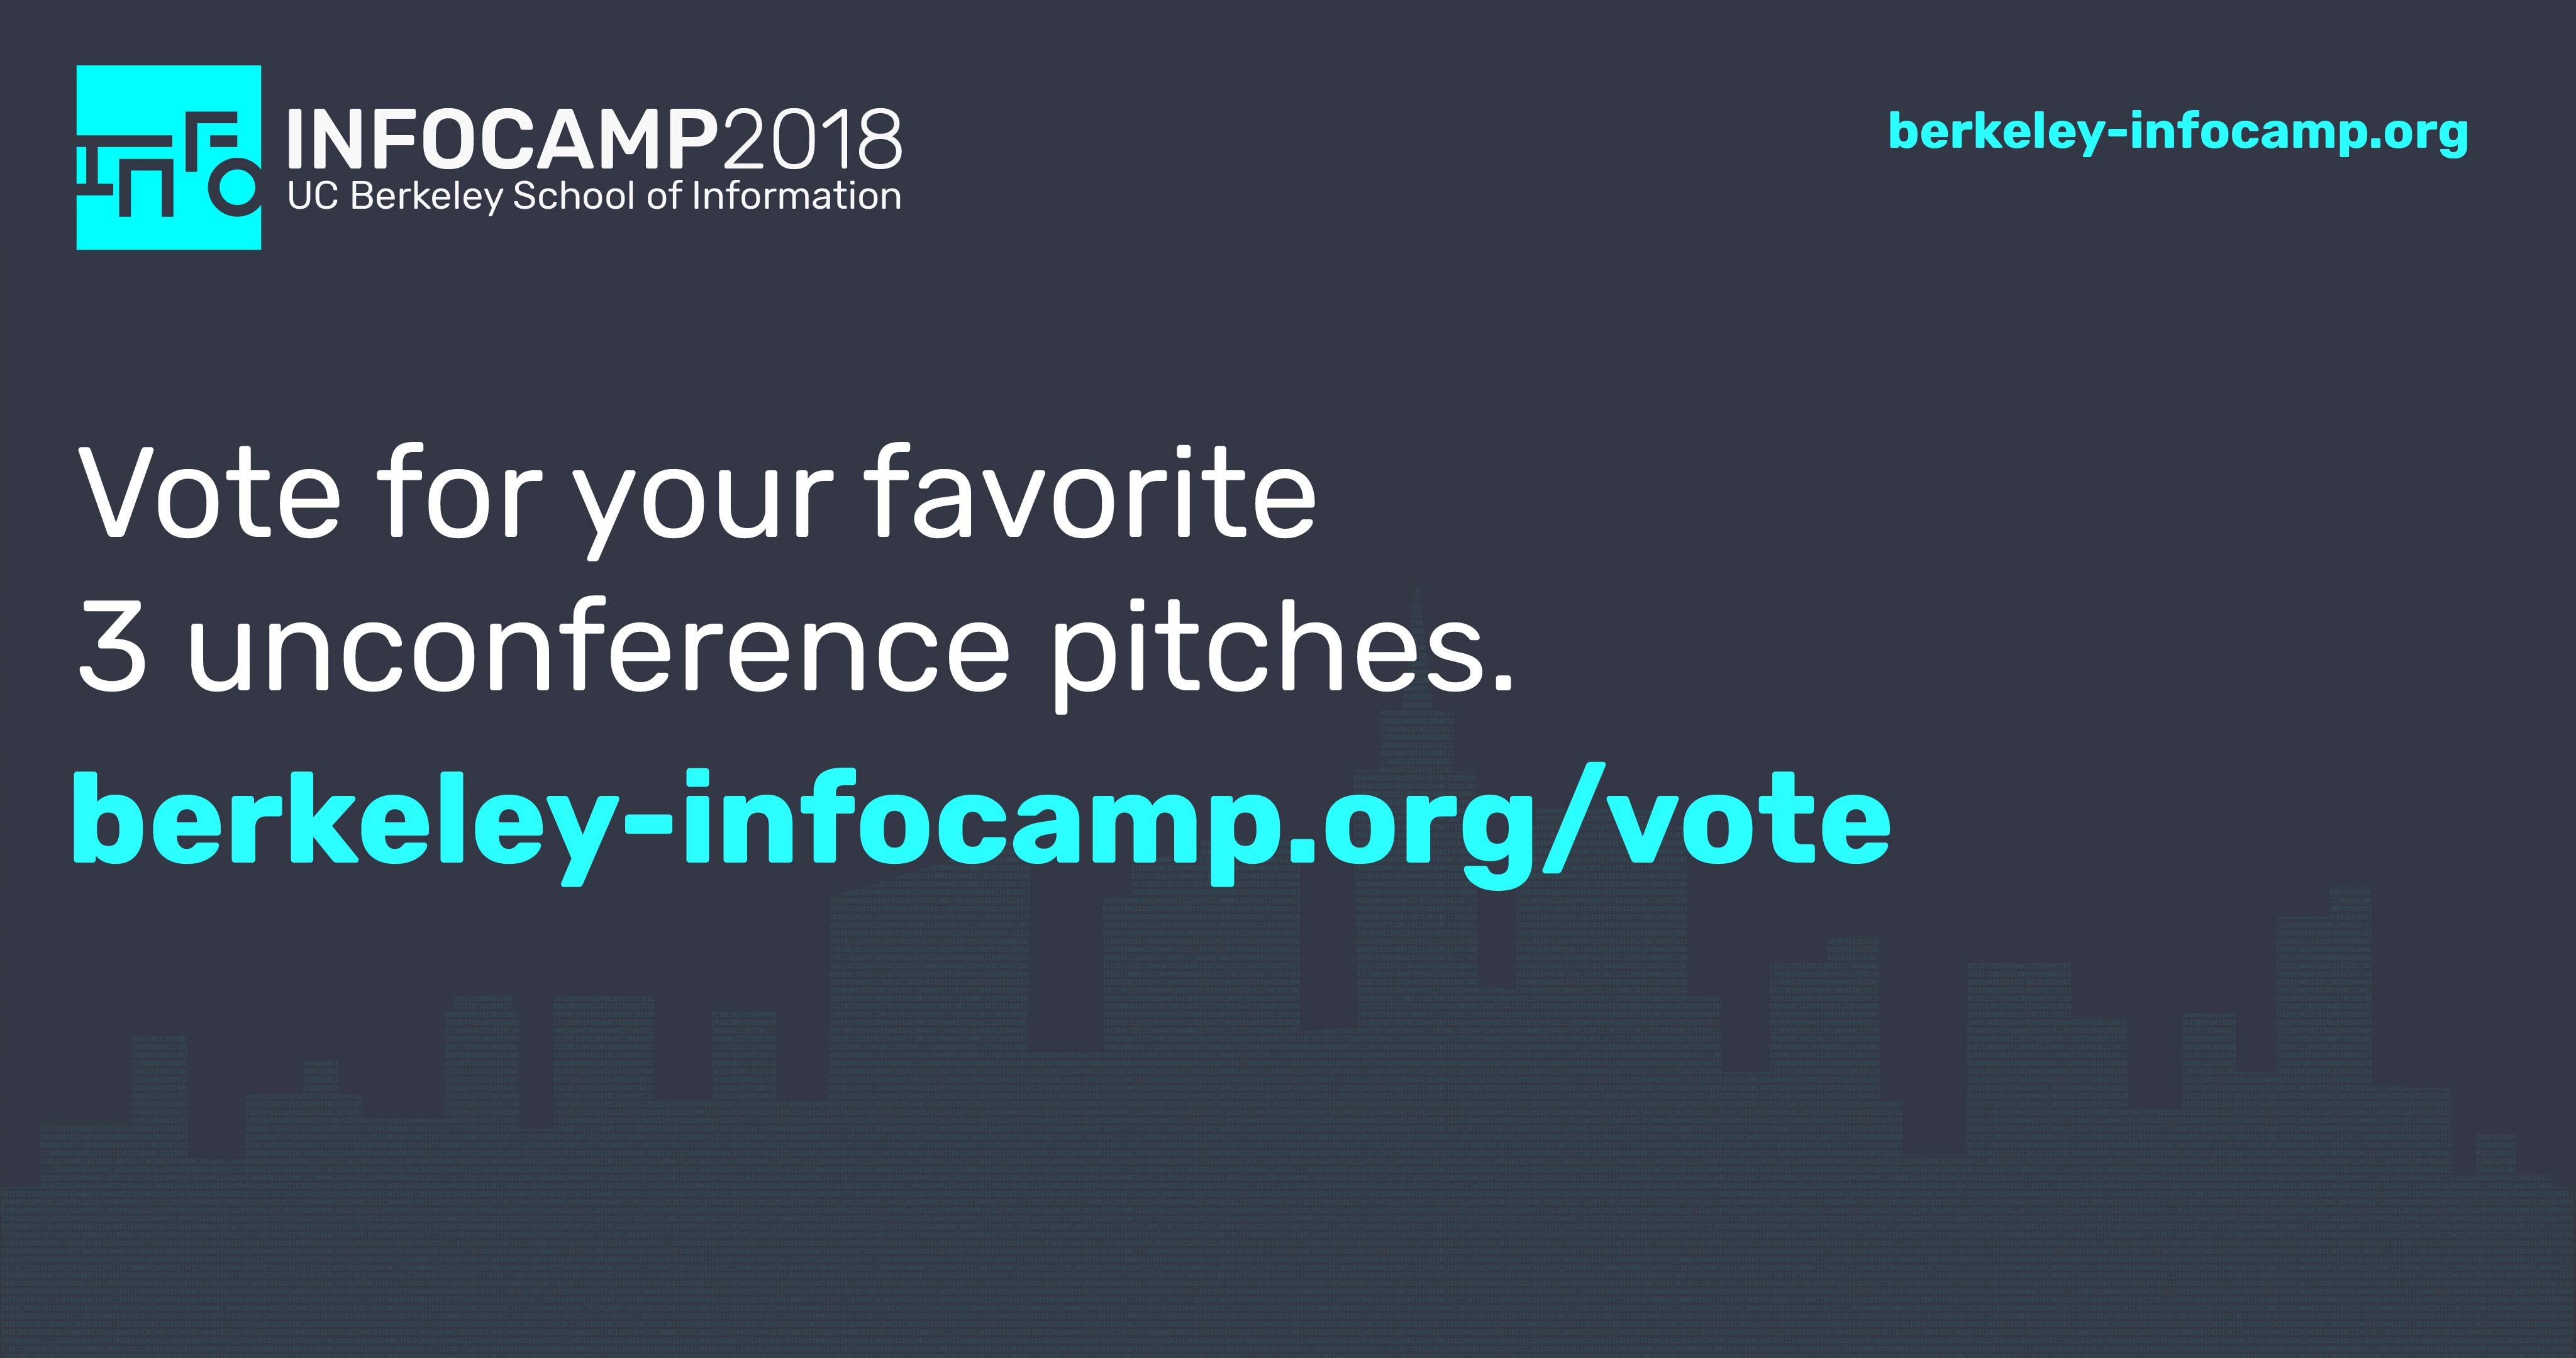 INFO
INFOCAMP2018
UC Berkeley School of Information
berkeley-infocamp.org
Vote for your favorite
3 unconference pitches.
berkeley-infocamp.org/vote